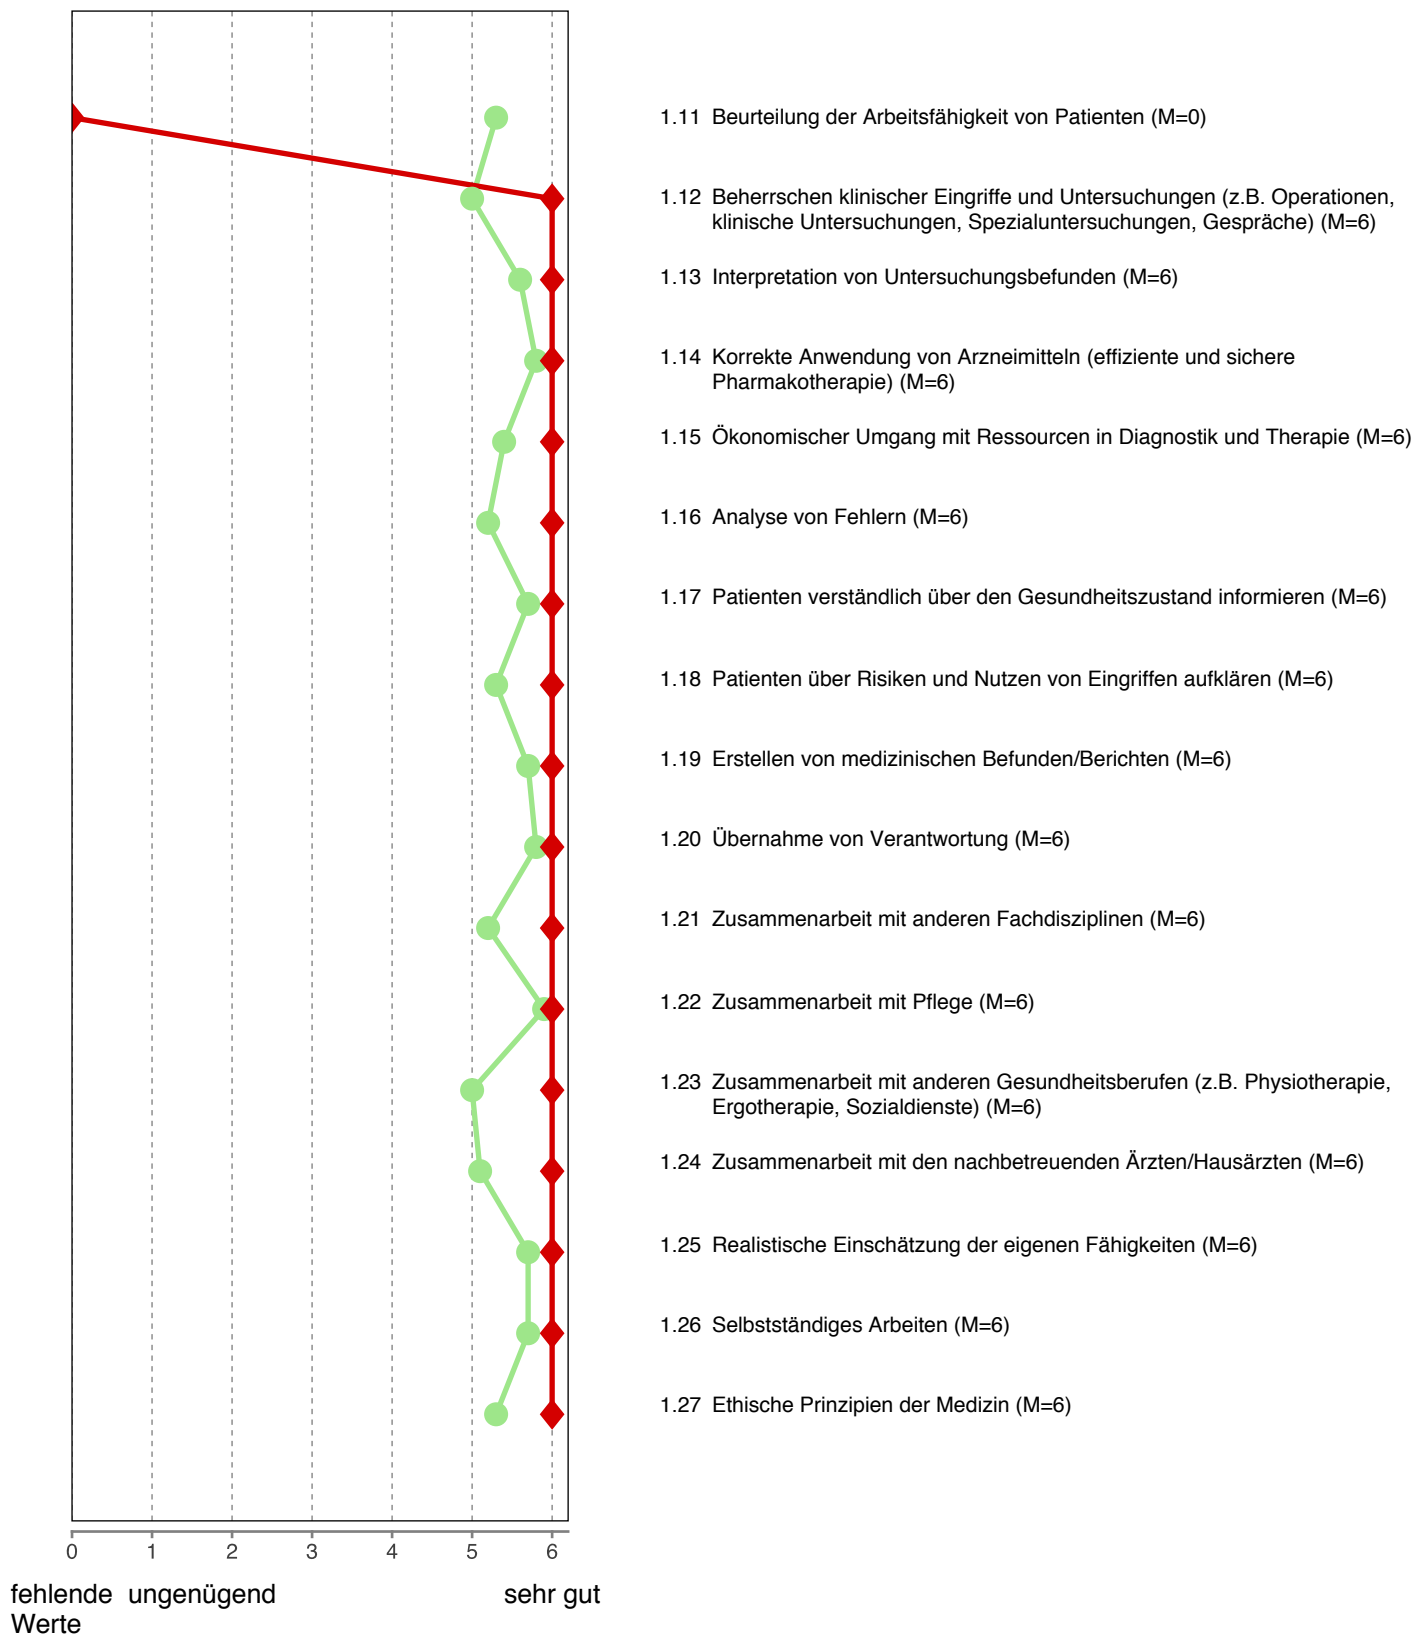 1.11 Beurteilung der Arbeitsfähigkeit von Patienten (M=0)
1.12 Beherrschen klinischer Eingriffe und Untersuchungen (z.B. Operationen,
klinische Untersuchungen, Spezialuntersuchungen, Gespräche) (M=6)
1.13 Interpretation von Untersuchungsbefunden (M=6)
1.14 Korrekte Anwendung von Arzneimitteln (effiziente und sichere
Pharmakotherapie) (M=6)
1.15 Ökonomischer Umgang mit Ressourcen in Diagnostik und Therapie (M=6)
1.16 Analyse von Fehlern (M=6)
1.17 Patienten verständlich über den Gesundheitszustand informieren (M=6)
1.18 Patienten über Risiken und Nutzen von Eingriffen aufklären (M=6)
1.19 Erstellen von medizinischen Befunden/Berichten (M=6)
1.20 Übernahme von Verantwortung (M=6)
1.21 Zusammenarbeit mit anderen Fachdisziplinen (M=6)
1.22 Zusammenarbeit mit Pflege (M=6)
1.23 Zusammenarbeit mit anderen Gesundheitsberufen (z.B. Physiotherapie,
Ergotherapie, Sozialdienste) (M=6)
1.24 Zusammenarbeit mit den nachbetreuenden Ärzten/Hausärzten (M=6)
1.25 Realistische Einschätzung der eigenen Fähigkeiten (M=6)
1.26 Selbstständiges Arbeiten (M=6)
1.27 Ethische Prinzipien der Medizin (M=6)
0 1 2 3 4 5 6
fehlende ungenügend sehr gut
Werte